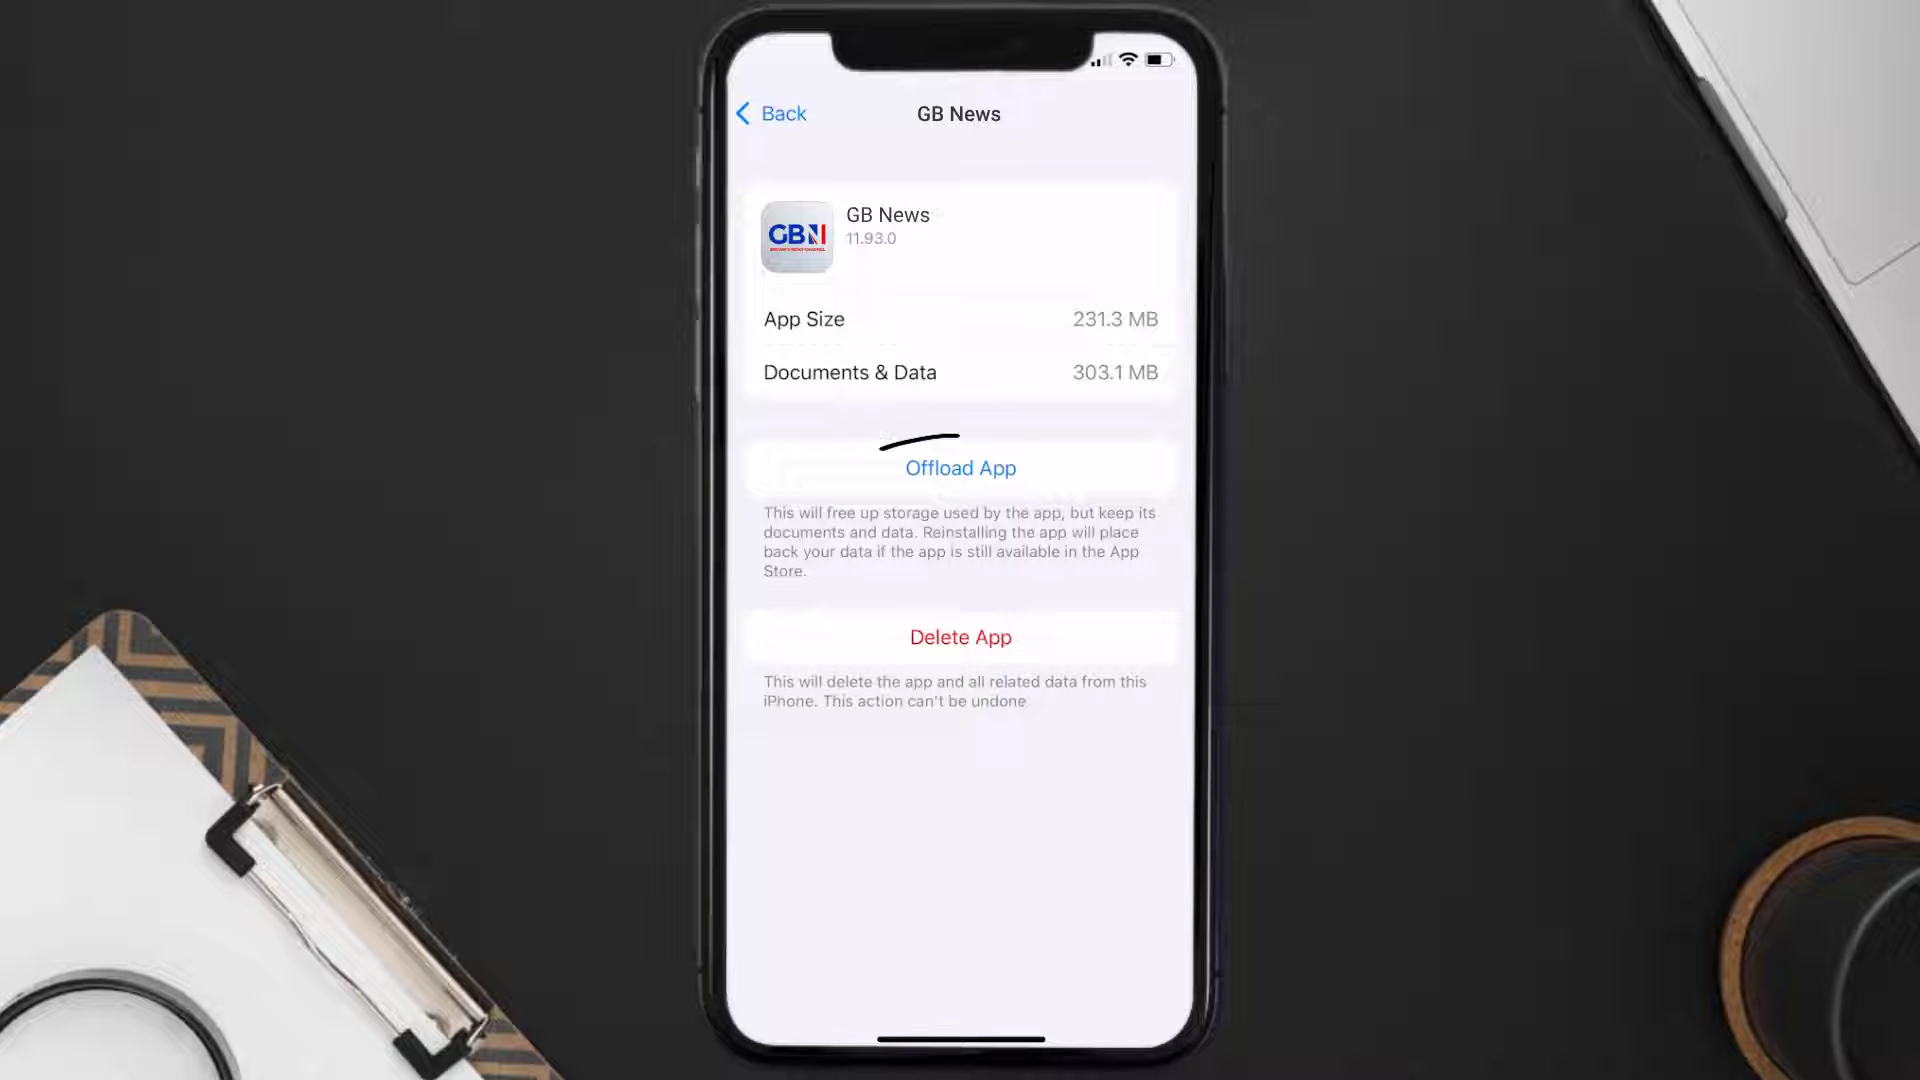 Back
GB News
GBN
GB News
11.93.0
App Size
231.3 MB
Documents & Data
303.1 MB
Offload App
This will free up storage used by the app, but keep its
documents and data. Reinstalling the app will place
back your data if the app is still available in the App
Store.
Delete App
This will delete the app and all related data from this
iPhone. This action can't be undone